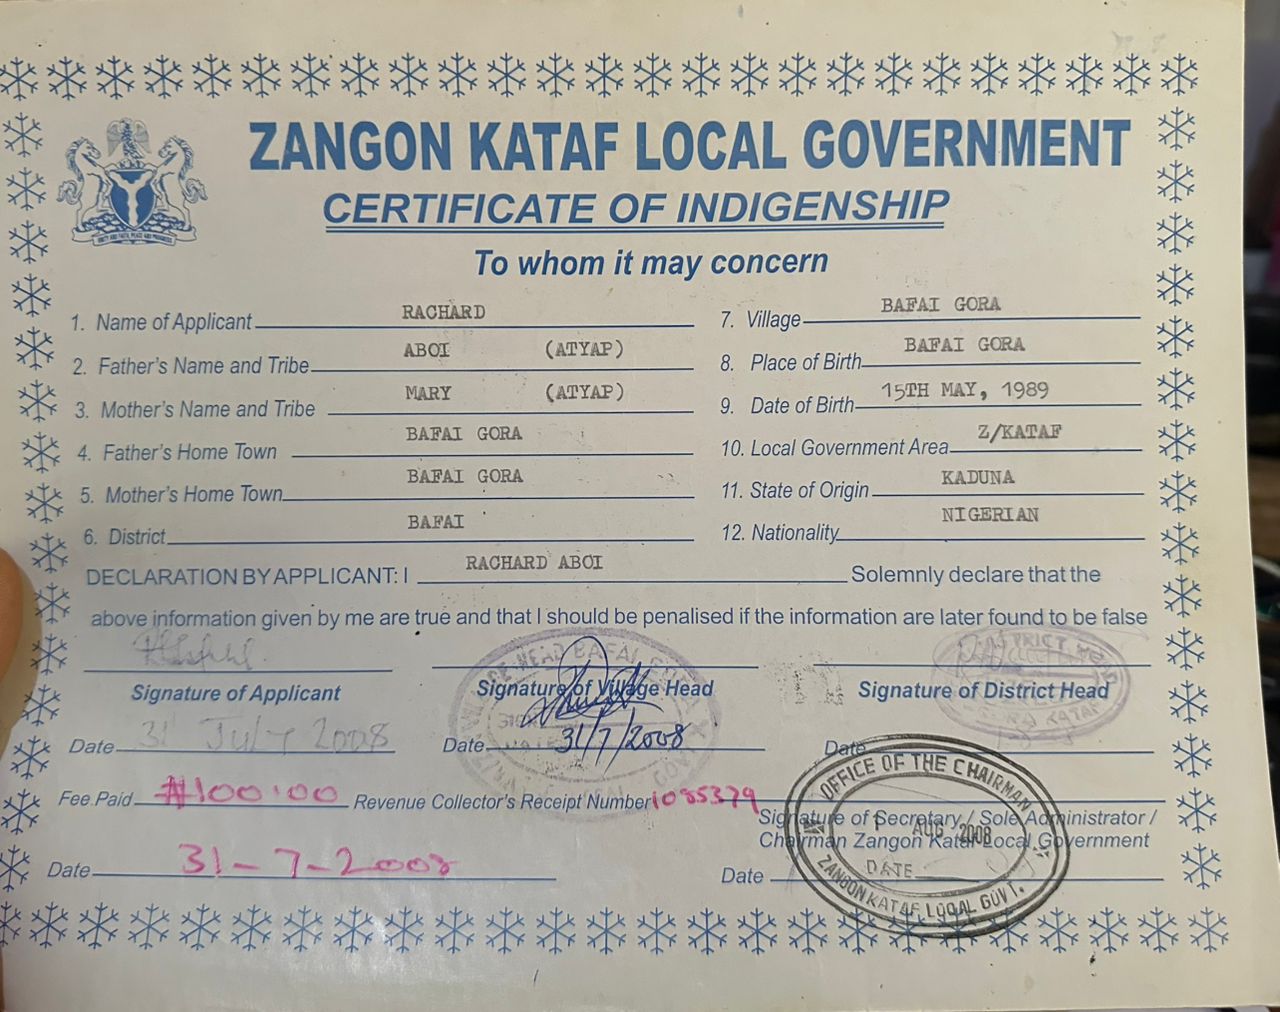 ZANGON KATAF LOCAL GOVERNMENT
CERTIFICATE OF INDIGENSHIP
To whom it may concern
1. Name of Applicant RACHARD
2. Father's Name and Tribe ABOI (ATYAP)
3. Mother's Name and Tribe MARY (ATYAP)
4. Father's Home Town BAFAI GORA
5. Mother's Home Town BAFAI GORA
6. District BAFAI
7. Village BAFAI GORA
8. Place of Birth BAFAI GORA
9. Date of Birth 15TH MAY, 1989
10. Local Government Area Z/KATAF
11. State of Origin KADUNA
12. Nationality NIGERIAN
DECLARATION BY APPLICANT: I RACHARD ABOI Solemnly declare that the
above information given by me are true and that I should be penalised if the information are later found to be false
Signature of Applicant
Date 31 JULY 2008
VILLAGE HEAD BAFAI
Signature of Village Head
Date 31/7/2008
DISTRICT HEAD
Signature of District Head
KATAF
Date
Fee Paid ₦100:00 Revenue Collector's Receipt Number 1085379
Date 31-7-2008
OFFICE OF THE CHAIRMAN
Signature of Secretary / Sole Administrator /
Chairman Zangon Kataf Local Government
1 AUG 2008
DATE
ZANGON KATAF LOCAL GOVT.
Date